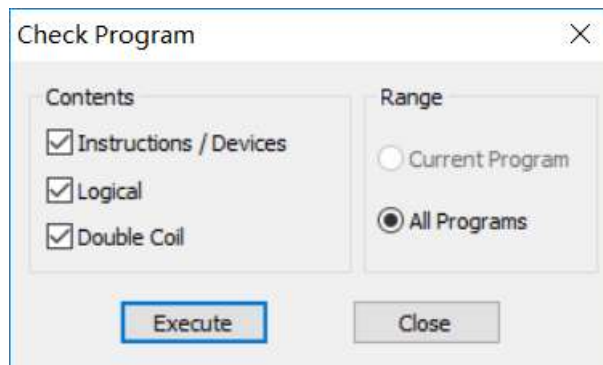 Check Program
Contents
Instructions / Devices
Logical
Double Coil
Range
Current Program
All Programs
Execute
Close